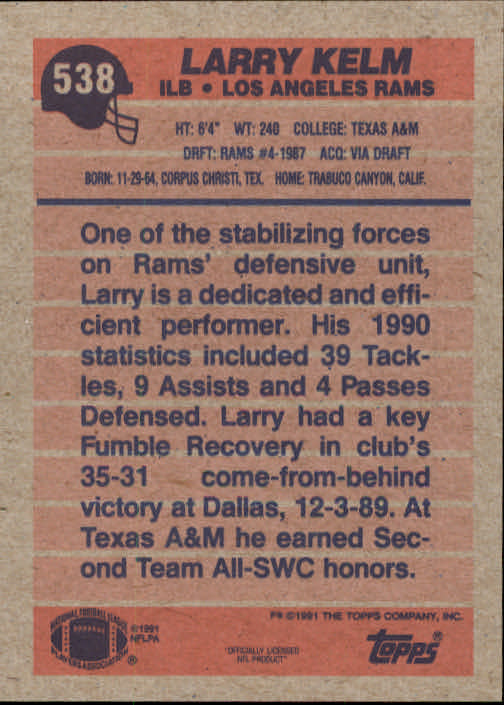 538
LARRY KELM
ILB • LOS ANGELES RAMS
HT: 6'4" WT: 240 COLLEGE: TEXAS A&M
DRFT: RAMS #4-1987 ACQ: VIA DRAFT
BORN: 11-29-64, CORPUS CHRISTI, TEX. HOME: TRABUCO CANYON, CALIF.
One of the stabilizing forces
on Rams' defensive unit,
Larry is a dedicated and effi-
cient performer. His 1990
statistics included 39 Tack-
les, 9 Assists and 4 Passes
Defensed. Larry had a key
Fumble Recovery in club's
35-31 come-from-behind
victory at Dallas, 12-3-89. At
Texas A&M he earned Sec-
ond Team All-SWC honors.
NATIONAL FOOTBALL LEAGUE
PLAYERS ASSOCIATION ®
© 1991
NFLPA
F* © 1991 THE TOPPS COMPANY, INC.
"OFFICIALLY LICENSED
NFL PRODUCT"
topps®